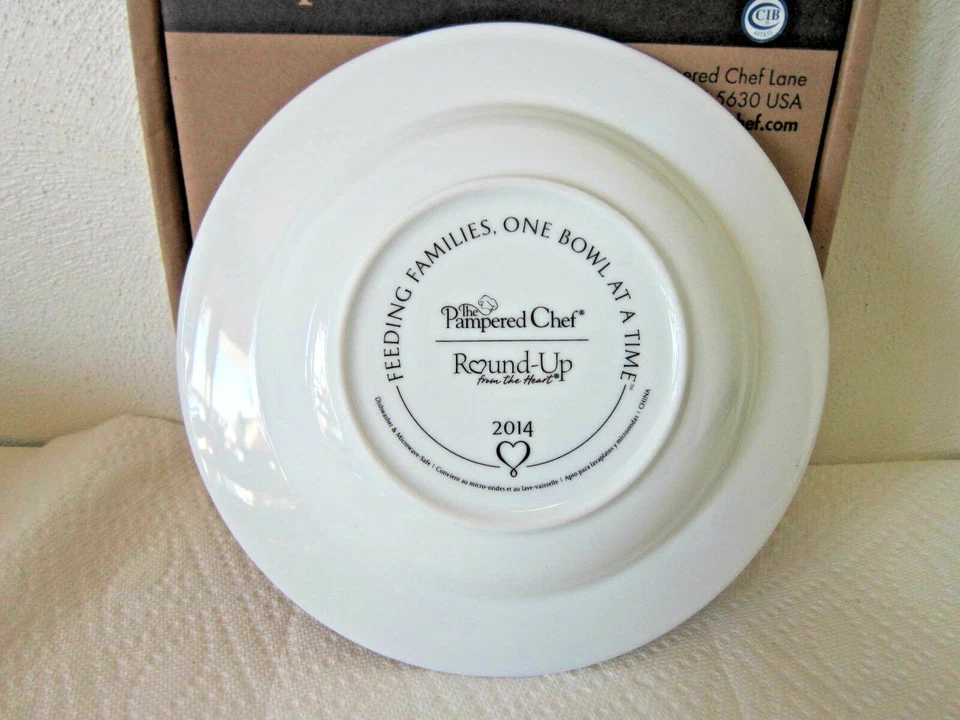 CIB
ered Chef Lane
5630 USA
ef.com
FEEDING FAMILIES, ONE BOWL AT A TIME
The
Pampered Chef®
Round-Up
from the Heart®
2014
Dishwasher & Microwave-Safe | Convient au micro-ondes et au lave-vaisselle | Apto para lavaplatos y microondas | CHINA